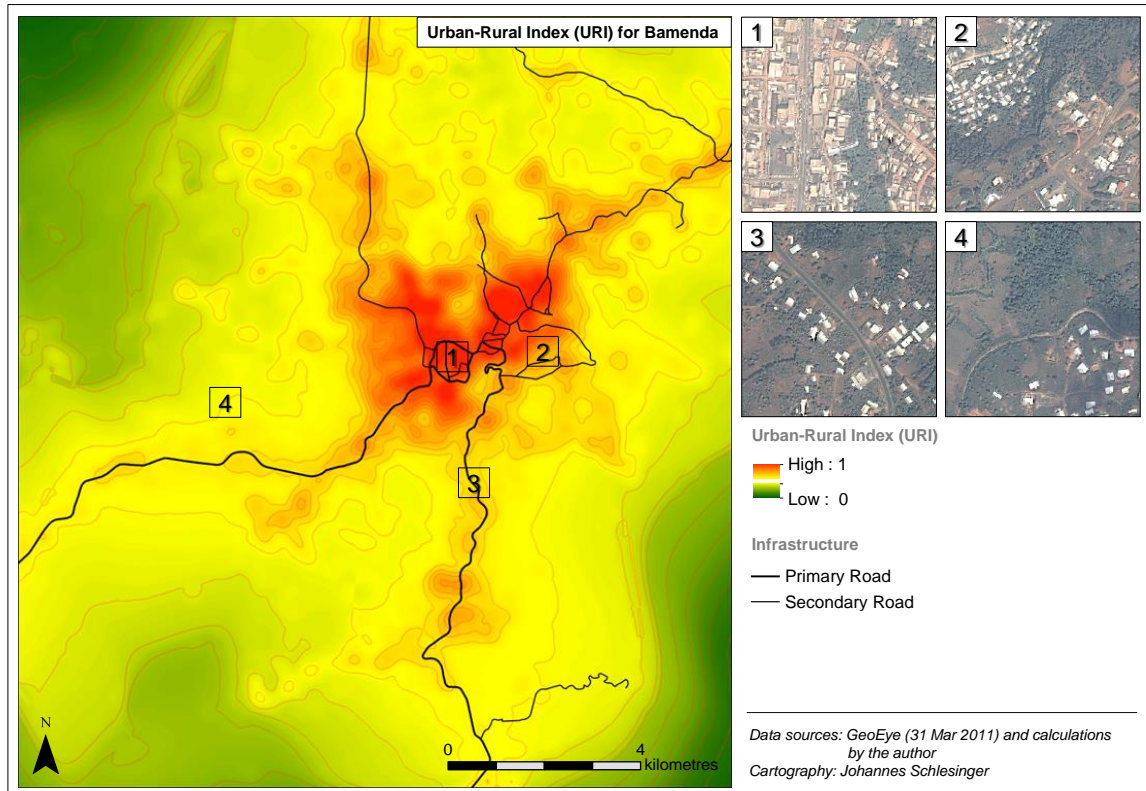 Urban-Rural Index (URI) for Bamenda
1
2
3
4
1
2
3
4
N
0 4
kilometres
Urban-Rural Index (URI)
High : 1
Low : 0
Infrastructure
Primary Road
Secondary Road
Data sources: GeoEye (31 Mar 2011) and calculations
by the author
Cartography: Johannes Schlesinger